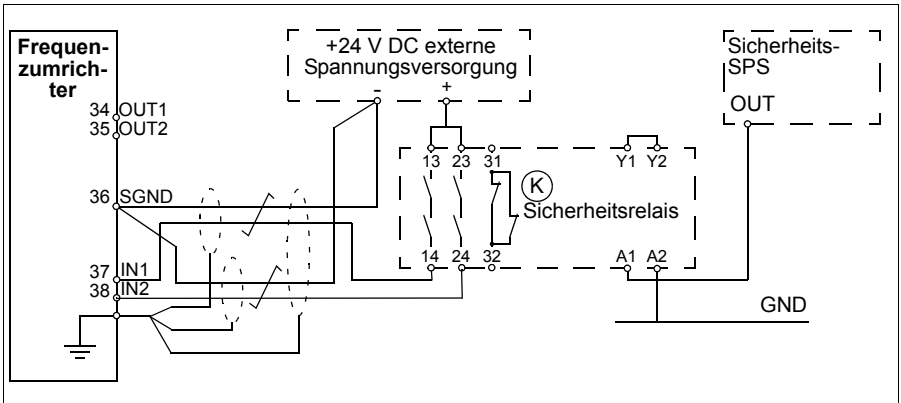 Frequen-
zumrich-
ter
34 OUT1
35 OUT2
36 SGND
37 IN1
38 IN2
+24 V DC externe
Spannungsversorgung
- +
13 23 31 Y1 Y2
K
Sicherheitsrelais
14 24 32 A1 A2
Sicherheits-
SPS
OUT
GND